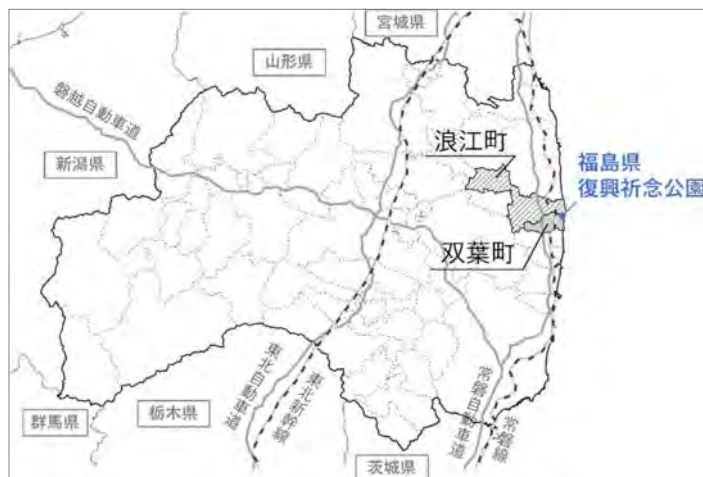 宮城県
山形県
磐越自動車道
新潟県
浪江町
福島県
復興祈念公園
双葉町
東北自動車道
東北新幹線
常磐自動車道
常磐線
栃木県
群馬県
茨城県